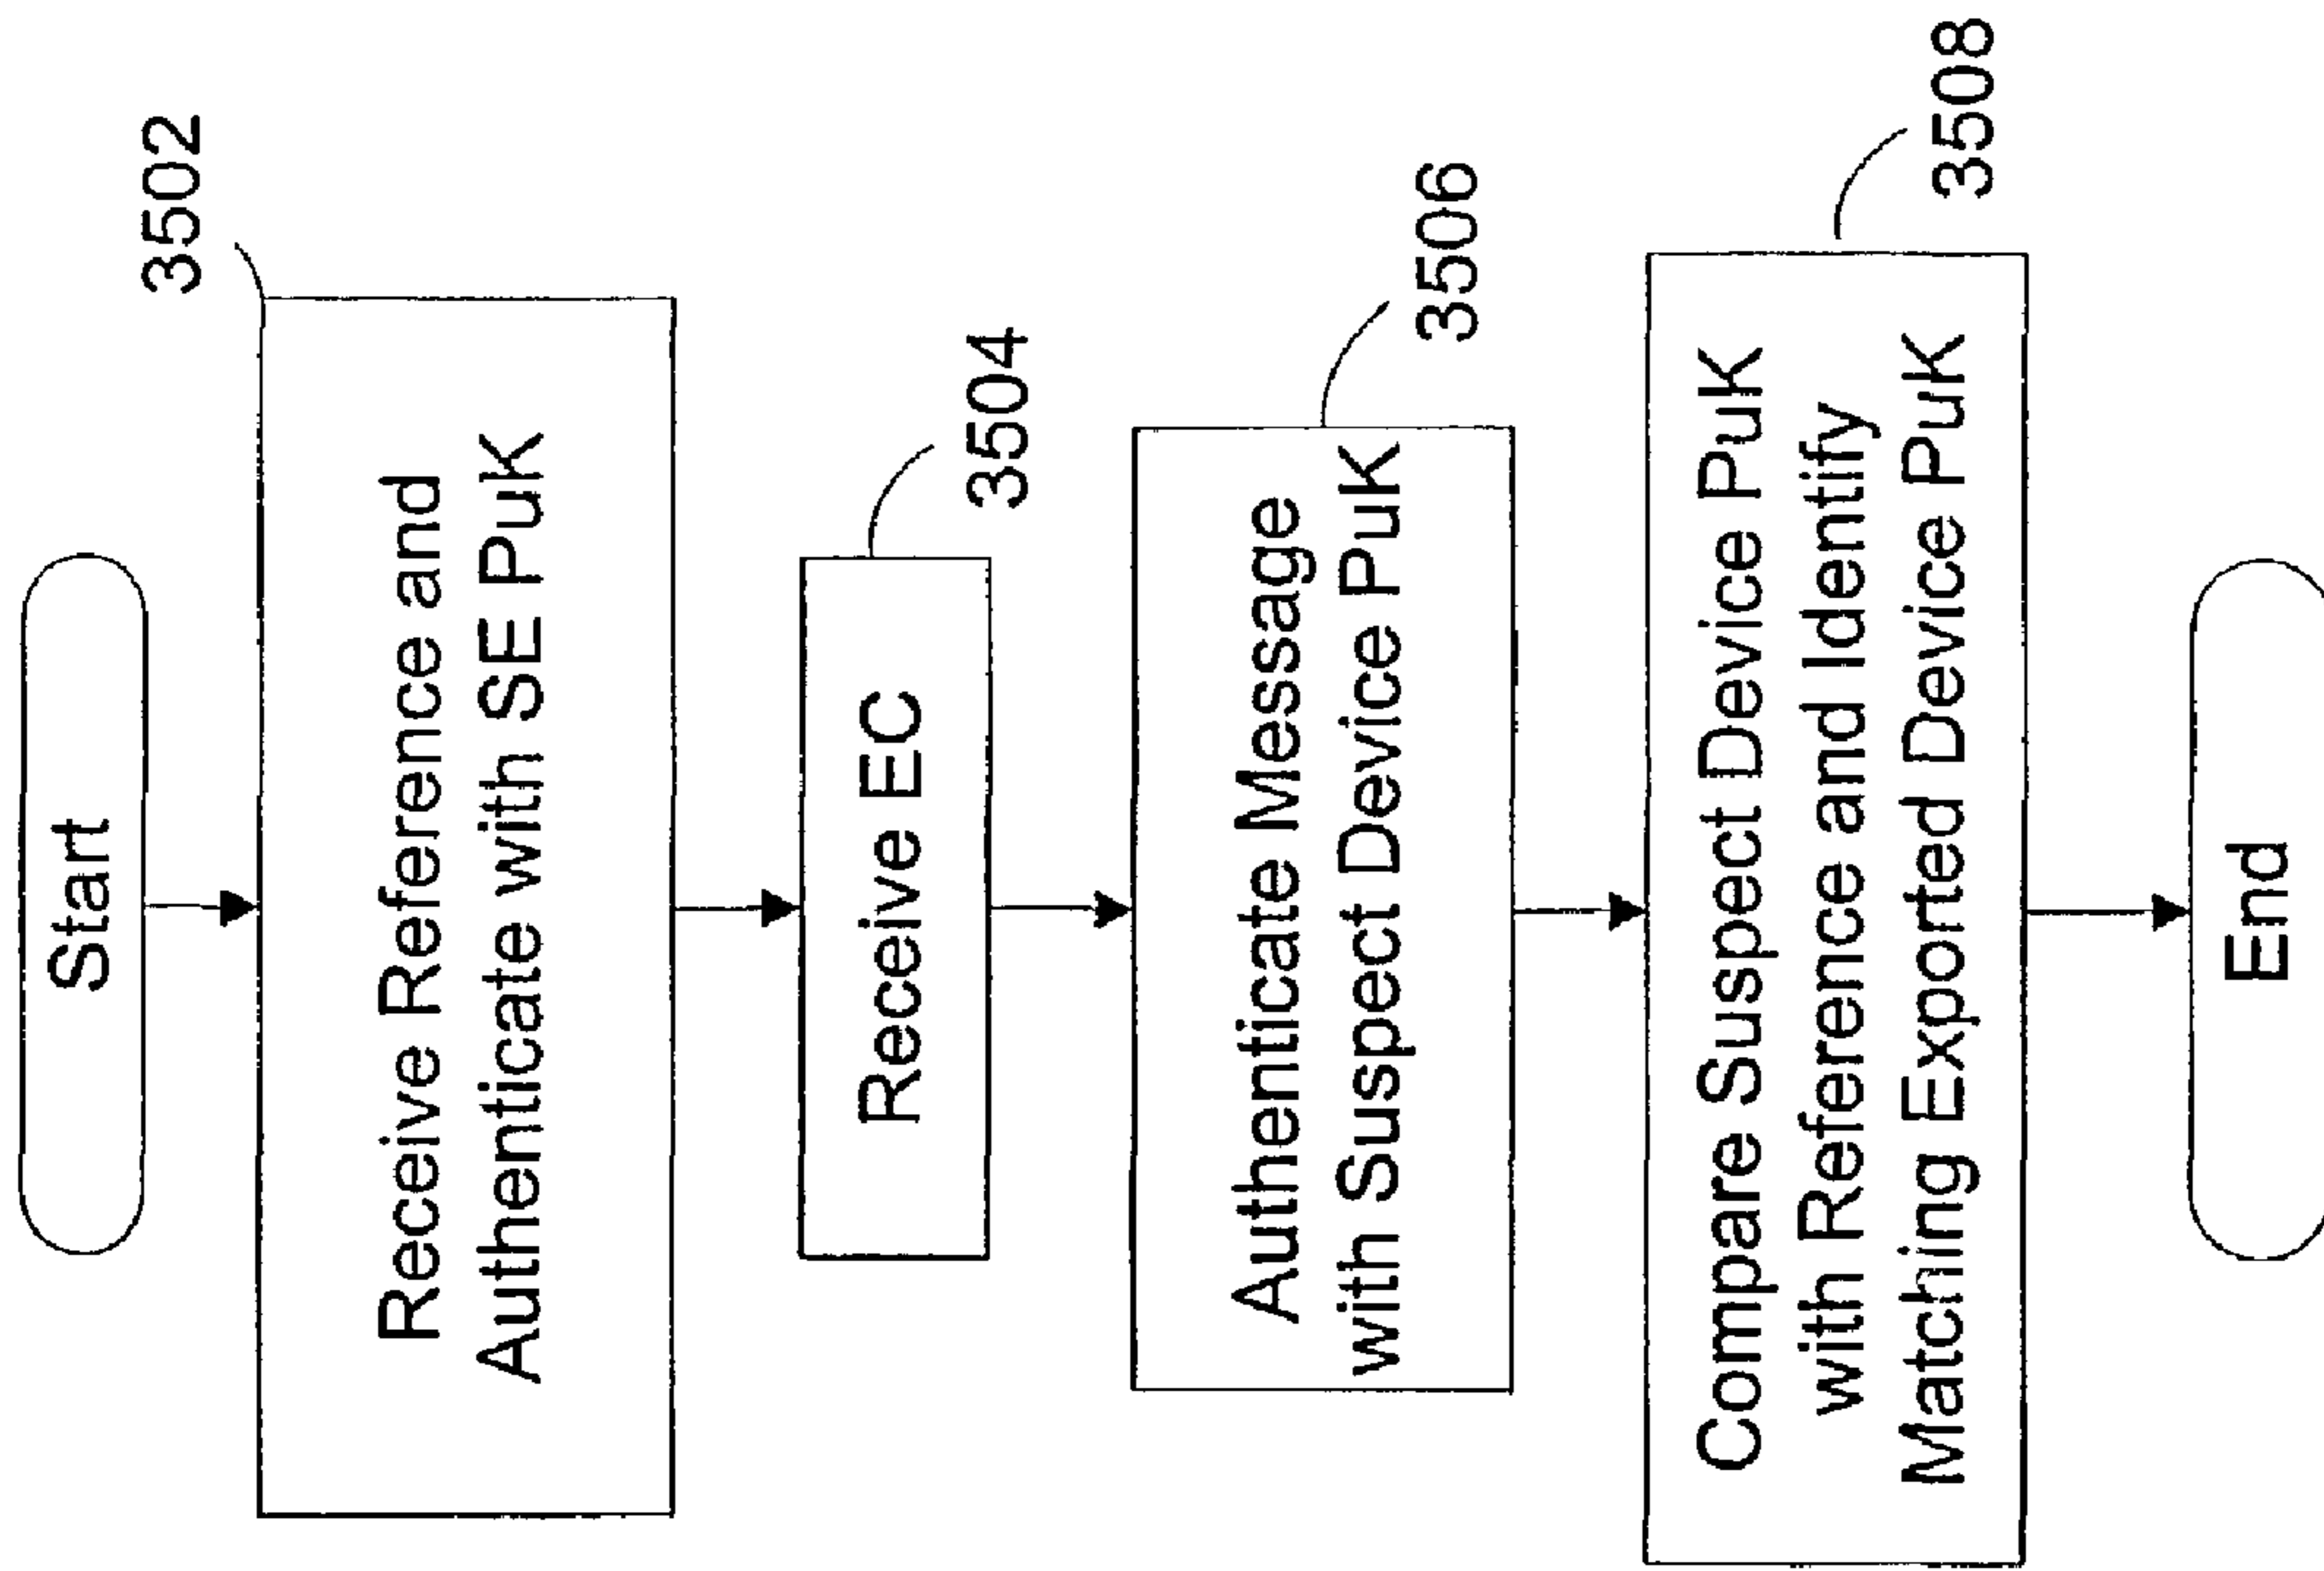 Start
3502
Receive Reference and
Authenticate with SE PuK
3504
Receive EC
3506
Authenticate Message
with Suspect Device PuK
3508
Compare Suspect Device PuK
with Reference and Identify
Matching Exported Device PuK
End